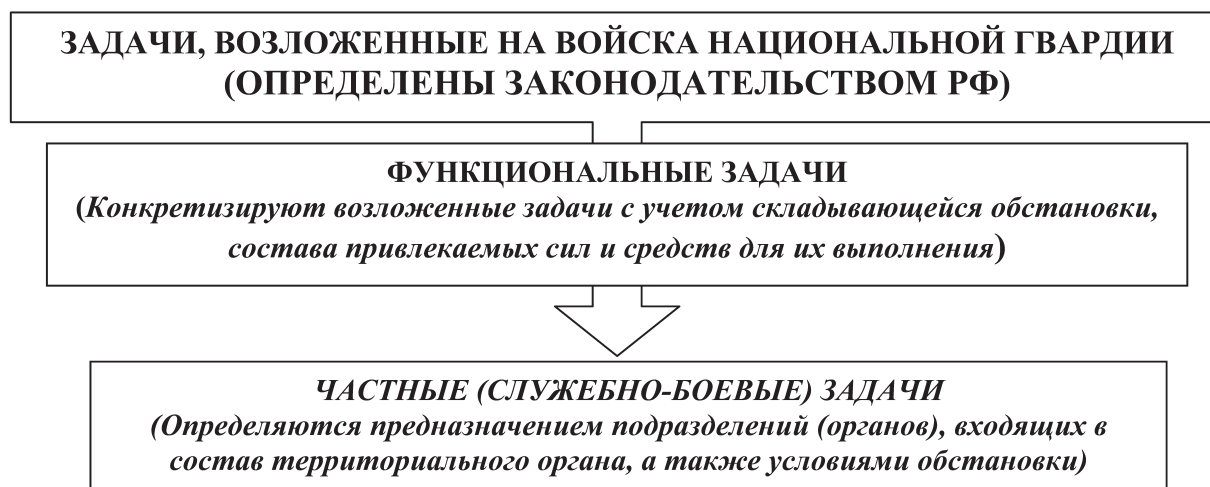 ЗАДАЧИ, ВОЗЛОЖЕННЫЕ НА ВОЙСКА НАЦИОНАЛЬНОЙ ГВАРДИИ
(ОПРЕДЕЛЕНЫ ЗАКОНОДАТЕЛЬСТВОМ РФ)
ФУНКЦИОНАЛЬНЫЕ ЗАДАЧИ
(Конкретизируют возложенные задачи с учетом складывающейся обстановки,
состава привлекаемых сил и средств для их выполнения)
ЧАСТНЫЕ (СЛУЖЕБНО-БОЕВЫЕ) ЗАДАЧИ
(Определяются предназначением подразделений (органов), входящих в
состав территориального органа, а также условиями обстановки)